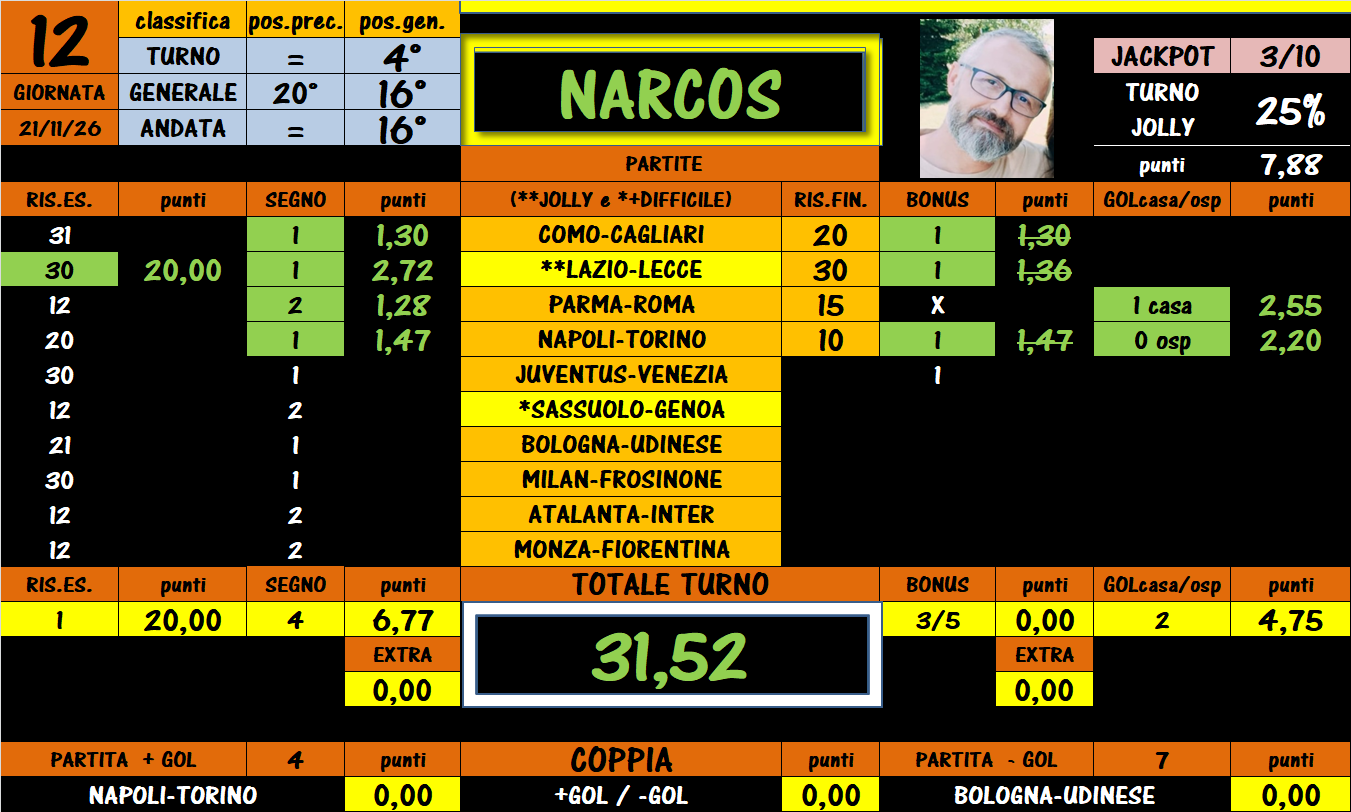 12 classifica pos.prec. pos.gen.
TURNO = 4° NARCOS JACKPOT 3/10
GIORNATA GENERALE 20° 16° TURNO JOLLY 25%
21/11/26 ANDATA = 16°
PARTITE punti 7,88
RIS.ES. punti SEGNO punti (**JOLLY e *+DIFFICILE) RIS.FIN. BONUS punti GOLcasa/osp punti
31 1 1,30 COMO-CAGLIARI 20 1 1,30
30 20,00 1 2,72 **LAZIO-LECCE 30 1 1,36
12 2 1,28 PARMA-ROMA 15 X 1 casa 2,55
20 1 1,47 NAPOLI-TORINO 10 1 1,47 0 osp 2,20
30 1 JUVENTUS-VENEZIA 1
12 2 *SASSUOLO-GENOA
21 1 BOLOGNA-UDINESE
30 1 MILAN-FROSINONE
12 2 ATALANTA-INTER
12 2 MONZA-FIORENTINA
RIS.ES. punti SEGNO punti TOTALE TURNO BONUS punti GOLcasa/osp punti
1 20,00 4 6,77 31,52 3/5 0,00 2 4,75
EXTRA EXTRA
0,00 0,00
PARTITA + GOL 4 punti COPPIA punti PARTITA - GOL 7 punti
NAPOLI-TORINO 0,00 +GOL / -GOL 0,00 BOLOGNA-UDINESE 0,00